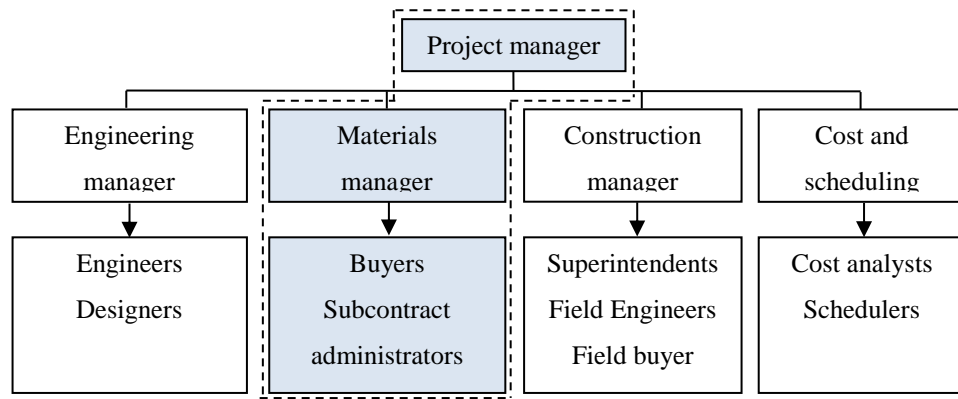 Project manager
Engineering
manager
Materials
manager
Construction
manager
Cost and
scheduling
Engineers
Designers
Buyers
Subcontract
administrators
Superintendents
Field Engineers
Field buyer
Cost analysts
Schedulers